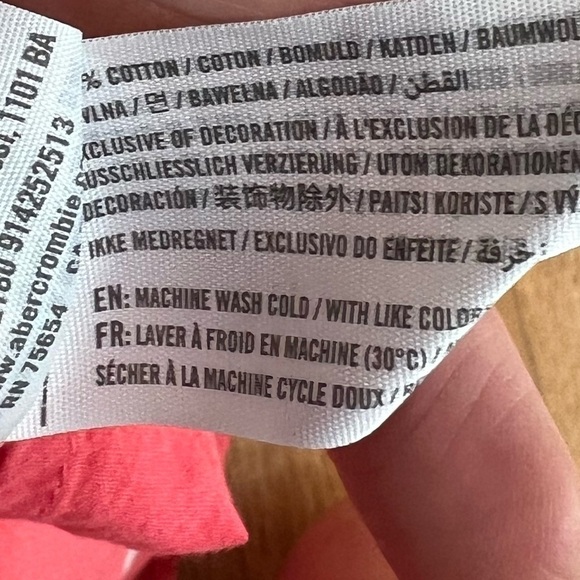 % COTTON / COTON / BOMULD / KATOEN / BAUMWOL
VLNA / 면 / BAWEŁNA / ALGODÃO / القطن
XCLUSIVE OF DECORATION / À L'EXCLUSION DE LA DÉC
USSCHLIESSLICH VERZIERUNG / UTOM DEKORATIONEN
DECORACIÓN / 装饰物除外 / PAITSI KORISTE / S VÝ
IKKE MEDREGNET / EXCLUSIVO DO ENFEITE /
EN: MACHINE WASH COLD / WITH LIKE COLO
FR: LAVER À FROID EN MACHINE (30°C) /
SÉCHER À LA MACHINE CYCLE DOUX /
1101 BA
9142252513
www.abercrombie
RN 75654